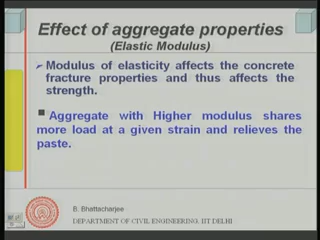 Effect of aggregate properties
(Elastic Modulus)
Modulus of elasticity affects the concrete
fracture properties and thus affects the
strength.
Aggregate with Higher modulus shares
more load at a given strain and relieves the
paste.
B. Bhattacharjee
DEPARTMENT OF CIVIL ENGINEERING, IIT DELHI